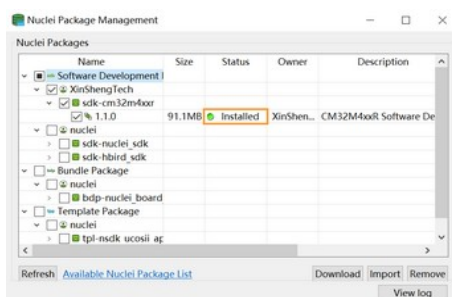 Nuclei Package Management
Nuclei Packages
Name Size Status Owner Description
Software Development I
XinShengTech
sdk-cm32m4xxr
1.1.0 91.1MB Installed XinShen... CM32M4xxR Software De
nuclei
sdk-nuclei_sdk
sdk-hbird_sdk
Bundle Package
nuclei
bdp-nuclei_board
Template Package
nuclei
tpl-nsdk_ucosii_ap
Refresh Available Nuclei Package List Download Import Remove
View log